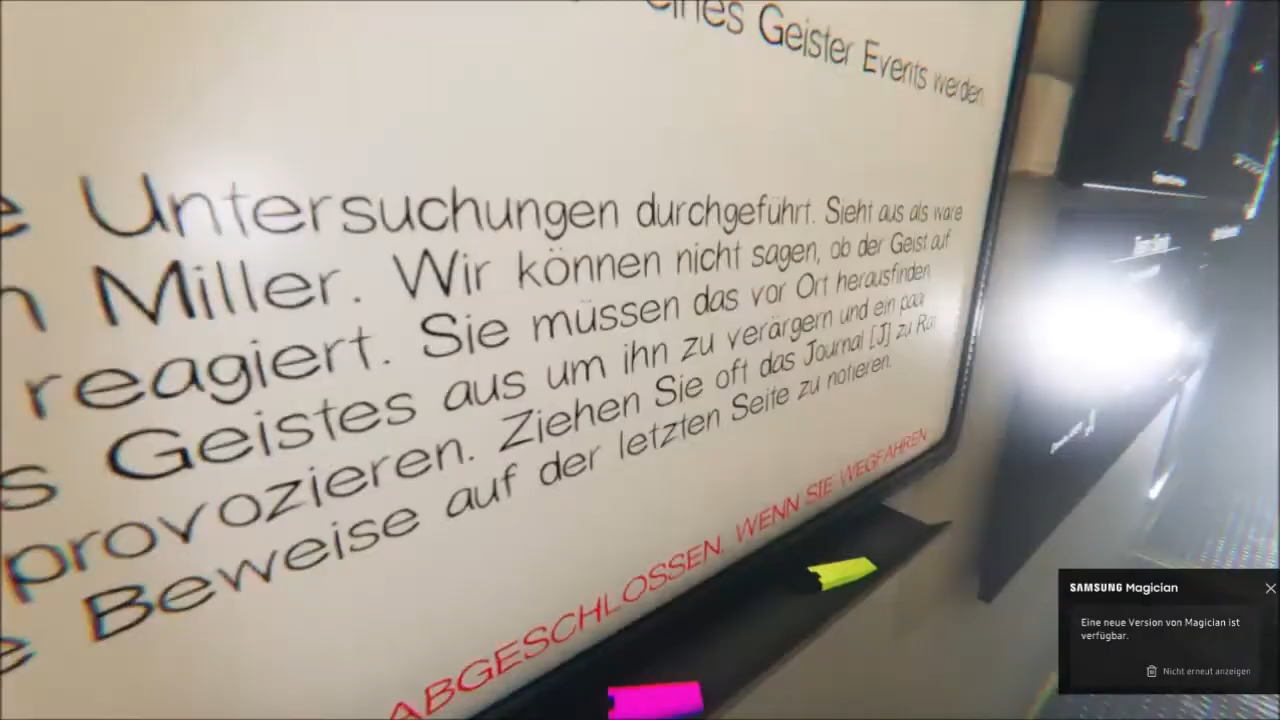 eines Geister Events werden
Untersuchungen durchgeführt. Sieht aus als wäre
Miller. Wir können nicht sagen, ob der Geist auf
reagiert. Sie müssen das vor Ort herausfinden
Geistes aus um ihn zu verärgern und ein paar
provozieren. Ziehen Sie oft das Journal [J] zu Ra
Beweise auf der letzten Seite zu notieren.
ABGESCHLOSSEN, WENN SIE WEGFAHREN
SAMSUNG Magician
Eine neue Version von Magician ist
verfügbar.
Nicht erneut anzeigen